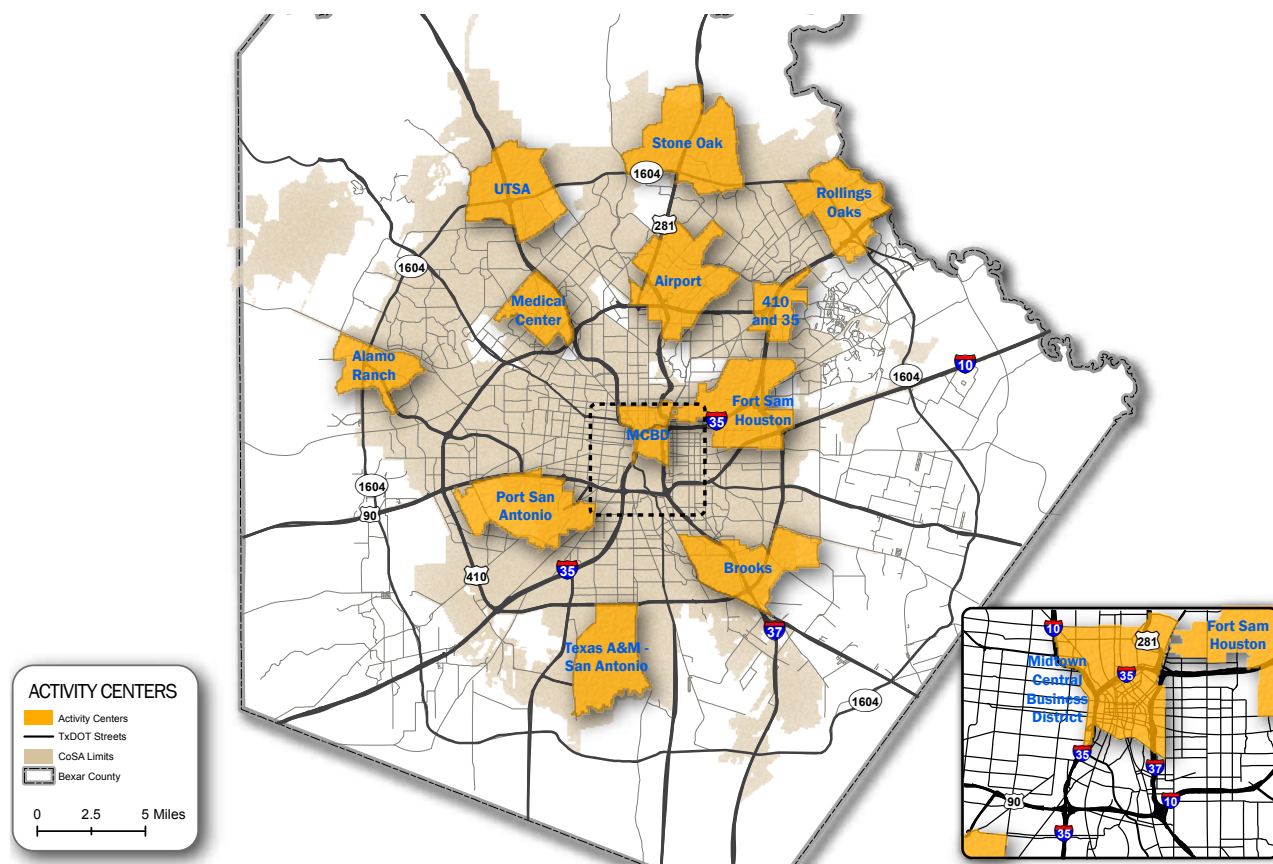 Stone Oak
1604
UTSA
Rollings
Oaks
281
1604
Airport
Medical
Center
410
and 35
Alamo
Ranch
10
1604
Fort Sam
Houston
35
MCBD
1604
90
Port San
Antonio
Brooks
35
410
37
Texas A&M -
San Antonio
1604
ACTIVITY CENTERS
Activity Centers
TxDOT Streets
CoSA Limits
Bexar County
0 2.5 5 Miles
10
281
Fort Sam
Houston
Midtown
Central
Business
District
35
35
37
90
10
35